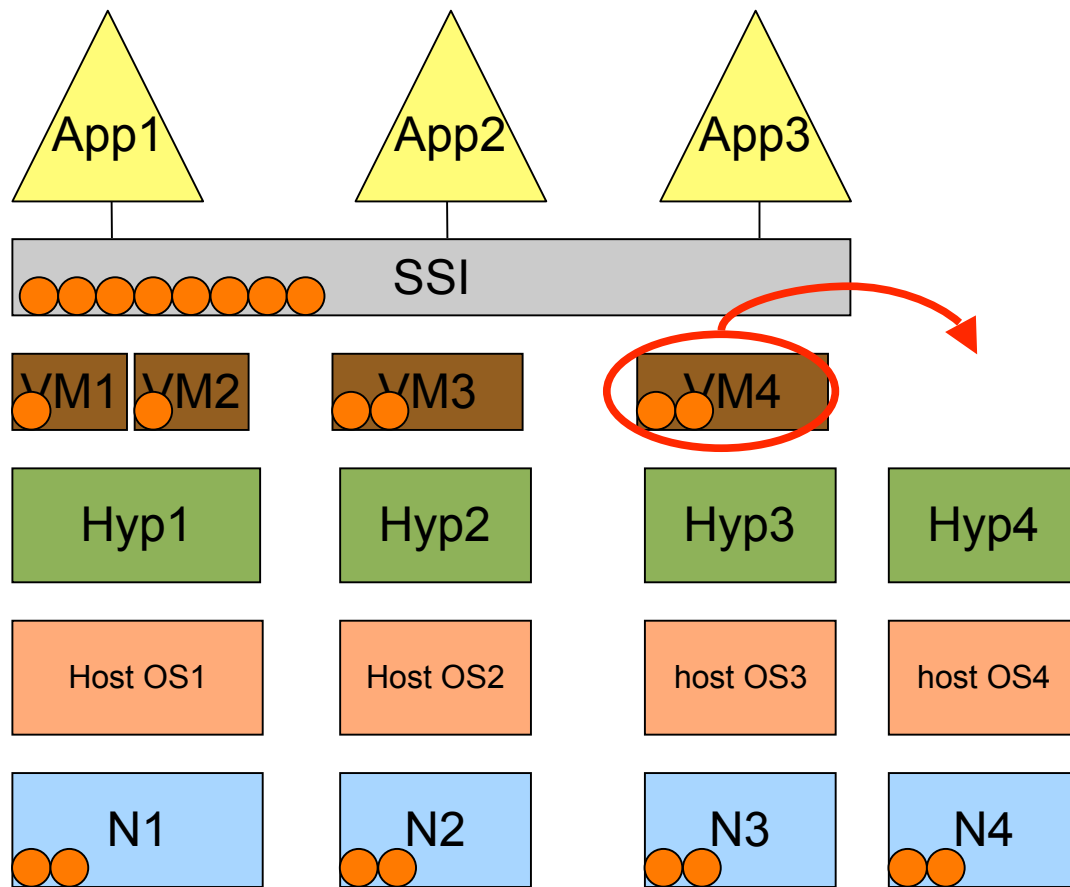 App1
App2
App3
SSI
VM1
VM2
VM3
VM4
Hyp1
Hyp2
Hyp3
Hyp4
Host OS1
Host OS2
host OS3
host OS4
N1
N2
N3
N4